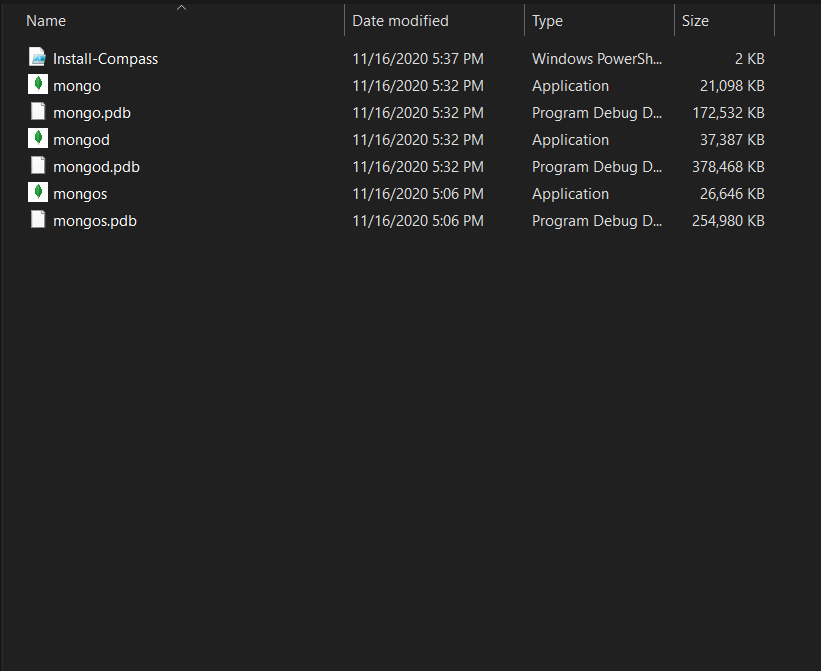 Name Date modified Type Size
Install-Compass 11/16/2020 5:37 PM Windows PowerSh... 2 KB
mongo 11/16/2020 5:32 PM Application 21,098 KB
mongo.pdb 11/16/2020 5:32 PM Program Debug D... 172,532 KB
mongod 11/16/2020 5:32 PM Application 37,387 KB
mongod.pdb 11/16/2020 5:32 PM Program Debug D... 378,468 KB
mongos 11/16/2020 5:06 PM Application 26,646 KB
mongos.pdb 11/16/2020 5:06 PM Program Debug D... 254,980 KB